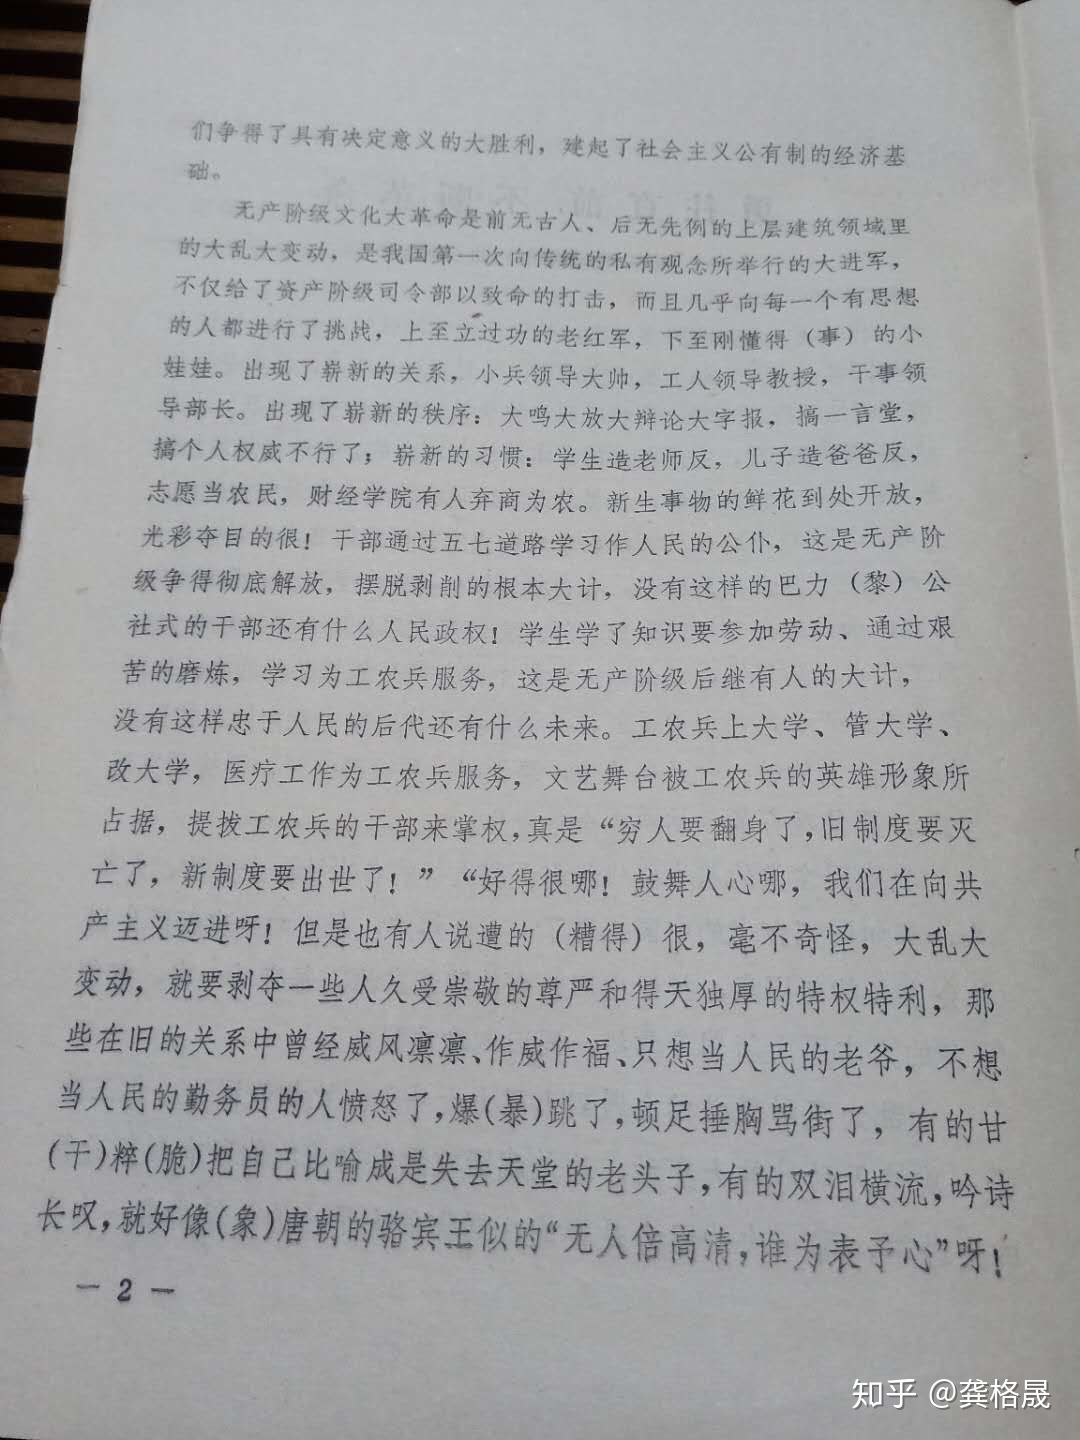 们争得了具有决定意义的大胜利，建起了社会主义公有制的经济基
础。
无产阶级文化大革命是前无古人、后无先例的上层建筑领域里
的大乱大变动，是我国第一次向传统的私有观念所举行的大进军，
不仅给了资产阶级司令部以致命的打击，而且几乎向每一个有思想
的人都进行了挑战，上至立过功的老红军，下至刚懂得（事）的小
娃娃。出现了崭新的关系，小兵领导大帅，工人领导教授，干事领
导部长。出现了崭新的秩序：大鸣大放大辩论大字报，搞一言堂，
搞个人权威不行了；崭新的习惯：学生造老师反，儿子造爸爸反，
志愿当农民，财经学院有人弃商为农。新生事物的鲜花到处开放，
光彩夺目的很！干部通过五七道路学习作人民的公仆，这是无产阶
级争得彻底解放，摆脱剥削的根本大计，没有这样的巴力（黎）公
社式的干部还有什么人民政权！学生学了知识要参加劳动、通过艰
苦的磨炼，学习为工农兵服务，这是无产阶级后继有人的大计，
没有这样忠于人民的后代还有什么未来。工农兵上大学、管大学、
改大学，医疗工作为工农兵服务，文艺舞台被工农兵的英雄形象所
占据，提拔工农兵的干部来掌权，真是“穷人要翻身了，旧制度要灭
亡了，新制度要出世了！”“好得很哪！鼓舞人心哪，我们在向共
产主义迈进呀！但是也有人说遭的（糟得）很，毫不奇怪，大乱大
变动，就要剥夺一些人久受崇敬的尊严和得天独厚的特权特利，那
些在旧的关系中曾经威风凛凛、作威作福、只想当人民的老爷，不想
当人民的勤务员的人愤怒了，爆（暴）跳了，顿足捶胸骂街了，有的甘
（干）粹（脆）把自己比喻成是失去天堂的老头子，有的双泪横流，吟诗
长叹，就好像（象）唐朝的骆宾王似的“无人倍高清，谁为表予心”呀！
— 2 —
知乎 @龚格晟